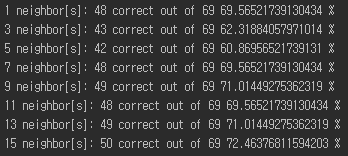 1 neighbor[s]: 48 correct out of 69 69.56521739130434 %
3 neighbor[s]: 43 correct out of 69 62.31884057971014 %
5 neighbor[s]: 42 correct out of 69 60.86956521739131 %
7 neighbor[s]: 48 correct out of 69 69.56521739130434 %
9 neighbor[s]: 49 correct out of 69 71.01449275362319 %
11 neighbor[s]: 48 correct out of 69 69.56521739130434 %
13 neighbor[s]: 49 correct out of 69 71.01449275362319 %
15 neighbor[s]: 50 correct out of 69 72.46376811594203 %